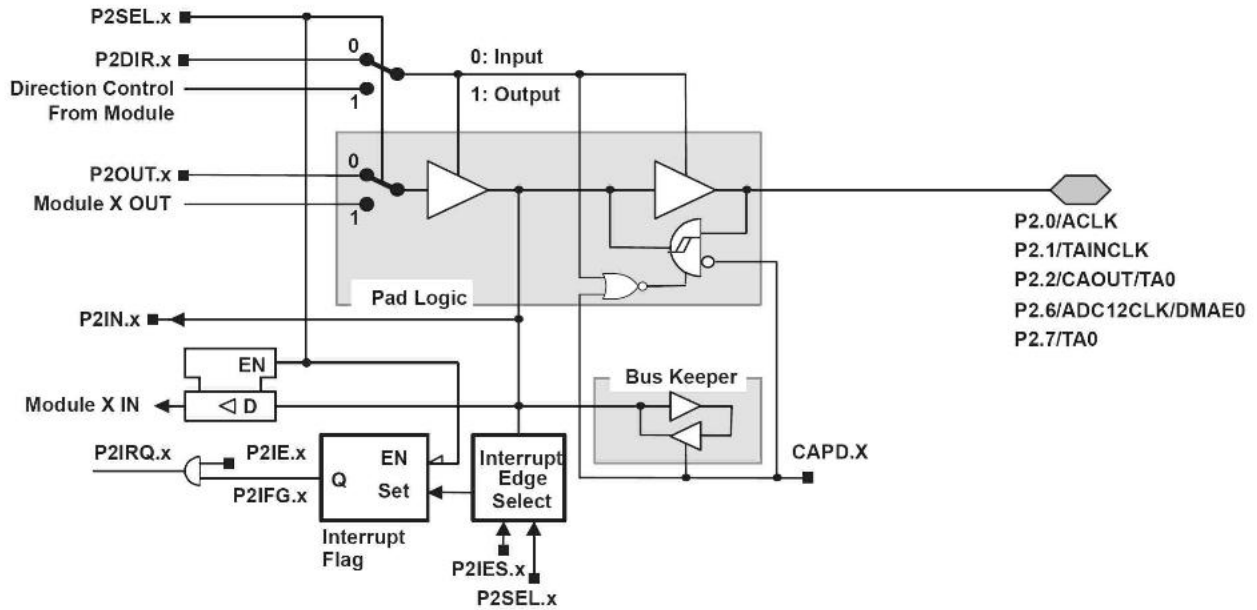 P2SEL.x
P2DIR.x
0
0: Input
Direction Control
From Module
1
1: Output
P2OUT.x
0
Module X OUT
1
P2.0/ACLK
P2.1/TAINCLK
P2.2/CAOUT/TA0
P2.6/ADC12CLK/DMAE0
P2.7/TA0
Pad Logic
P2IN.x
EN
Bus Keeper
Module X IN
D
P2IRQ.x
P2IE.x
P2IFG.x
Q
EN
Set
Interrupt
Edge
Select
CAPD.X
Interrupt
Flag
P2IES.x
P2SEL.x